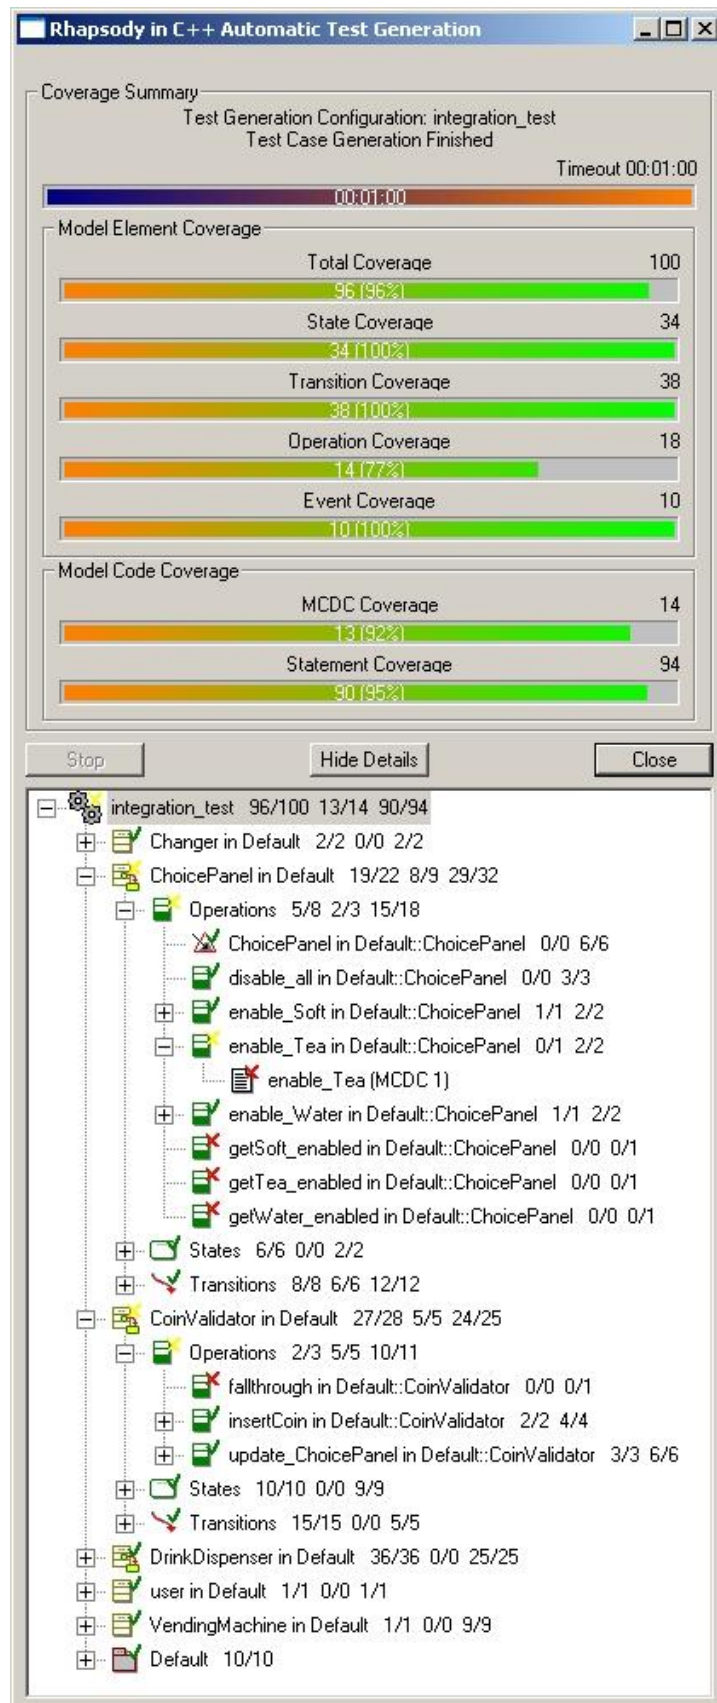 Rhapsody in C++ Automatic Test Generation
Coverage Summary
Test Generation Configuration: integration_test
Test Case Generation Finished
Timeout 00:01:00
00:01:00
Model Element Coverage
Total Coverage 100
96 (96%)
State Coverage 34
34 (100%)
Transition Coverage 38
38 (100%)
Operation Coverage 18
14 (77%)
Event Coverage 10
10 (100%)
Model Code Coverage
MCDC Coverage 14
13 (92%)
Statement Coverage 94
90 (95%)
Stop Hide Details Close
integration_test 96/100 13/14 90/94
Changer in Default 2/2 0/0 2/2
ChoicePanel in Default 19/22 8/9 29/32
Operations 5/8 2/3 15/18
ChoicePanel in Default::ChoicePanel 0/0 6/6
disable_all in Default::ChoicePanel 0/0 3/3
enable_Soft in Default::ChoicePanel 1/1 2/2
enable_Tea in Default::ChoicePanel 0/1 2/2
enable_Tea (MCDC 1)
enable_Water in Default::ChoicePanel 1/1 2/2
getSoft_enabled in Default::ChoicePanel 0/0 0/1
getTea_enabled in Default::ChoicePanel 0/0 0/1
getWater_enabled in Default::ChoicePanel 0/0 0/1
States 6/6 0/0 2/2
Transitions 8/8 6/6 12/12
CoinValidator in Default 27/28 5/5 24/25
Operations 2/3 5/5 10/11
fallthrough in Default::CoinValidator 0/0 0/1
insertCoin in Default::CoinValidator 2/2 4/4
update_ChoicePanel in Default::CoinValidator 3/3 6/6
States 10/10 0/0 9/9
Transitions 15/15 0/0 5/5
DrinkDispenser in Default 36/36 0/0 25/25
user in Default 1/1 0/0 1/1
VendingMachine in Default 1/1 0/0 9/9
Default 10/10